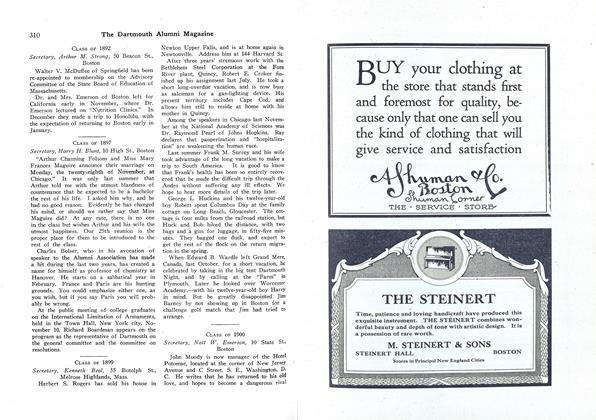 310
The Dartmouth Alumni Magazine
CLASS OF 1892
Secretary, Arthur M. Strong, 50 Beacon St.,
Boston
Walter V. McDuffee of Springfield has been
re-appointed to membership on the Advisory
Committee of the State Board of Education of
Massachusetts.
Dr. and Mrs. Emerson of Boston left for
California early in November, where Dr.
Emerson lectured on "Nutrition Clinics." In
December they made a trip to Honolulu, with
the expectation of returning to Boston early in
January.
CLASS OF 1897
Secretary, Harry H. Blunt, 10 High St., Boston
"Arthur Channing Folsom and Miss Mary
Frances Maguire announce their marriage on
Monday, the twenty-eighth of November, at
Chicago." It was only last summer that
Arthur told me with the utmost blandness of
countenance that he expected to be a bachelor
the rest of his life. I asked his why, and he
had no good reason. Evidently he has changed
his mind, or should we rather say that Miss
Maguire did? At any rate, there is no one
in the class but wishes Arthur and his wife the
utmost happiness. Our 25th reunion is the
proper place for them to be introduced to the
rest of the class.
Charles Bolser, who in his avocation of
speaker to the Alumni Association has made
a hit during the last two years, has created a
name for himself as professor of chemistry at
Hanover. He starts on a sabbatical year in
February. France and Paris are his hunting
grounds. You could emphasize either one, as
you wish, but if you say Paris you will prob-
ably be wrong.
At the public meeting of college graduates
on the International Limitation of Armaments,
held in the Town Hall, New York city, No-
vember 10, Richard Boardman appears on the
program as the representative of Dartmouth on
the general committee and the committee on
resolutions.
CLASS OF 1899
Secretary, Kenneth Beal, 55 Botolph St.,
Melrose Highlands, Mass.
Herbert S. Rogers has sold his house in
Newton Upper Falls, and is at home again in
Newtonville. Address him at 144 Harvard St
After three years' strenuous work with the
Bethlehem Steel Corporation at the Fore
River plant, Quincy, Robert E. Croker fin-
ished up his assignment last July. He took a
short long-overdue vacation, and is now busy
as salesman for a gas-lighting device. His
present territory includes Cape Cod, and
allows him still to reside at home with his
mother in Quincy.
Among the speakers in Chicago last Novem-
ber at the National Academy of Sciences was
Dr. Raymond Pearl of Johns Hopkins. Ray
declares that pasteurization and "hospitaliza-
tion" are weakening the human race.
Last summer Frank M. Surrey and his wife
took advantage of the long vacation to make a
trip to South America. It is good to know
that Frank's health has been so entirely recov-
ered that he made the difficult trip through the
Andes without suffering any ill effects. We
hope to hear more details of the trip later.
George L. Huckins and his twelve-year-old
boy Robert spent Columbus Day at the family
cottage on Long Beach, Gloucester. The cot-
tage is four miles from the railroad station, but
Huck and Bob hiked the distance, with two
bags and a gun for luggage, in fifty-five min-
utes. They bagged one duck, and expect to
get the rest of the flock on the return migra-
tion in the spring.
When Edward B. Wardle left Grand Mere,
Canada, last October, for a short vacation, he
celebrated by taking in the big tent Dartmouth
Night, and by calling at the "Farm" in
Plymouth. Later he looked over Worcester
Academy,—with his twelve-year-old boy Harry
in mind. But he greatly disappointed Jim
Barney by not showing up in Boston for a
challenge golf match that Jim had tried to
arrange.
CLASS OF 1900
Secretary, Natt W. Emerson, 10 State St.,
Boston
John Moody is now manager of the Hotel
Potomac, located at the corner of New Jersey
Avenue and C Street, S. E., Washington, D.
C. He writes that he has returned to his old
love, and hopes to become a dangerous rival
BUY your clothing at
the store that stands first
and foremost for quality, be-
cause only that one can sell you
the kind of clothing that will
give service and satisfaction
A Shuman & Co.
Boston
Shuman Corner
THE · SERVICE · STORE
THE STEINERT
Time, patience and loving handicraft have produced this
exquisite instrument. THE STEINERT combines won-
derful beauty and depth of tone with artistic design. It is
a possession of rare worth.
M. STEINERT & SONS
STEINERT HALL BOSTON
Stores in Principal New England Cities